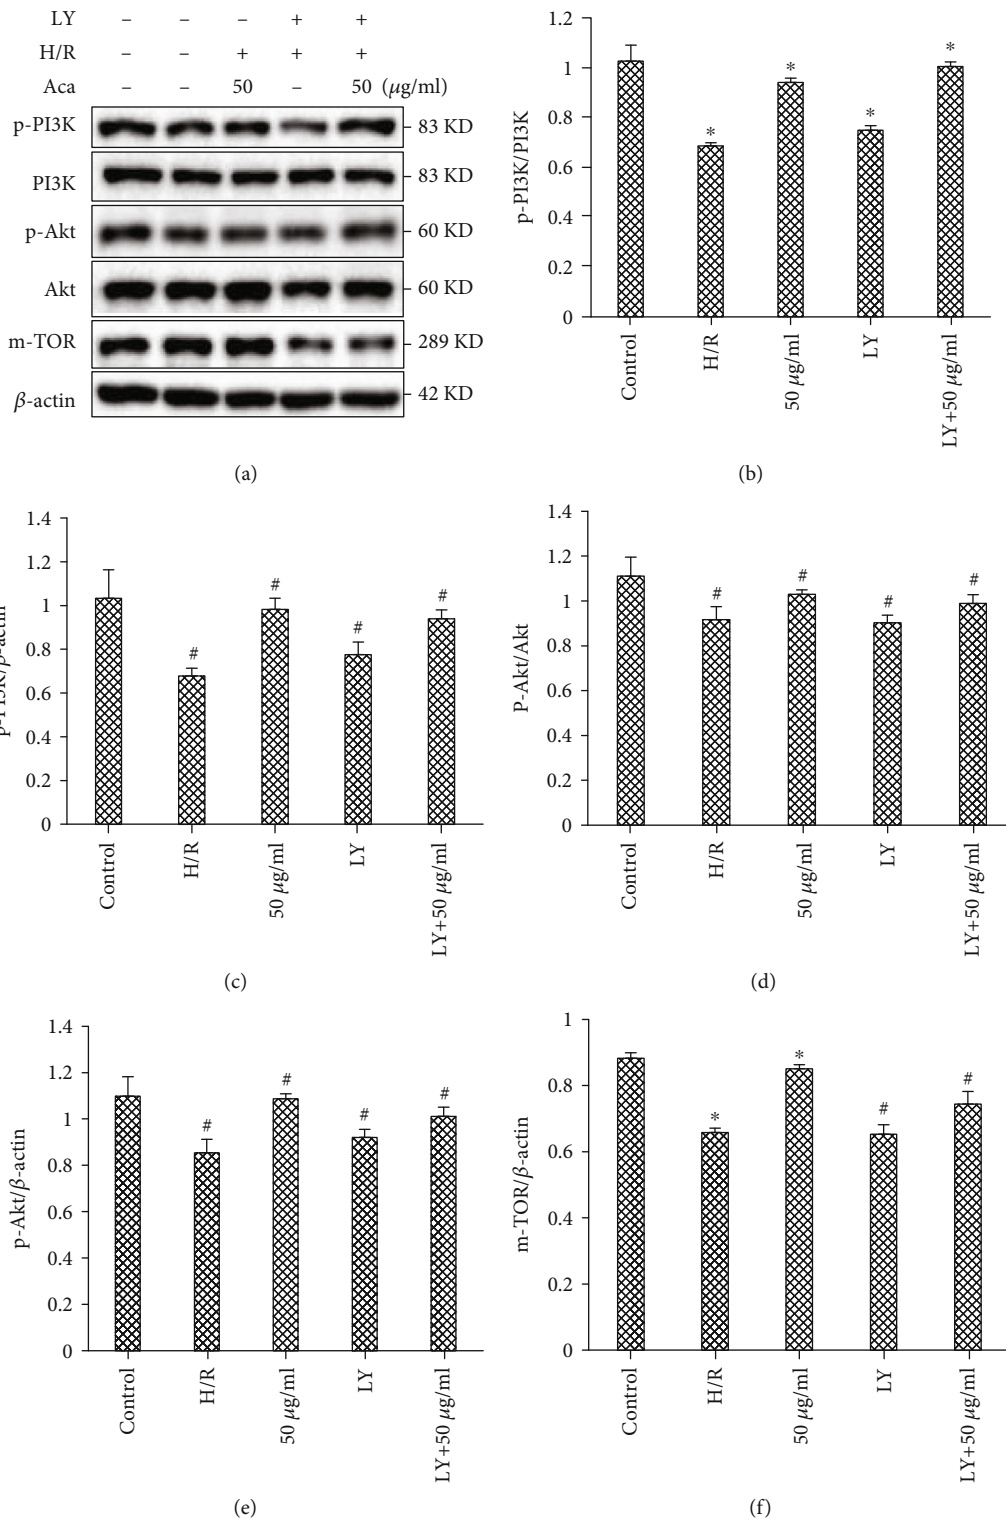 LY – – – + +
H/R – – + + +
Aca – – 50 – 50 (μg/ml)
p-PI3K 83 KD
PI3K 83 KD
p-Akt 60 KD
Akt 60 KD
m-TOR 289 KD
β-actin 42 KD
(a)
p-PI3K/PI3K
1.2
1
0.8
0.6
0.4
0.2
0
* * * *
Control
H/R
50 μg/ml
LY
LY+50 μg/ml
(b)
1.4
1.2
1
0.8
0.6
0.4
0.2
0
# # # #
Control
H/R
50 μg/ml
LY
LY+50 μg/ml
(c)
P-Akt/Akt
1.4
1.2
1
0.8
0.6
0.4
0.2
0
# # # #
Control
H/R
50 μg/ml
LY
LY+50 μg/ml
(d)
p-Akt/β-actin
1.4
1.2
1
0.8
0.6
0.4
0.2
0
# # # #
Control
H/R
50 μg/ml
LY
LY+50 μg/ml
(e)
m-TOR/β-actin
1
0.8
0.6
0.4
0.2
0
* * # #
Control
H/R
50 μg/ml
LY
LY+50 μg/ml
(f)